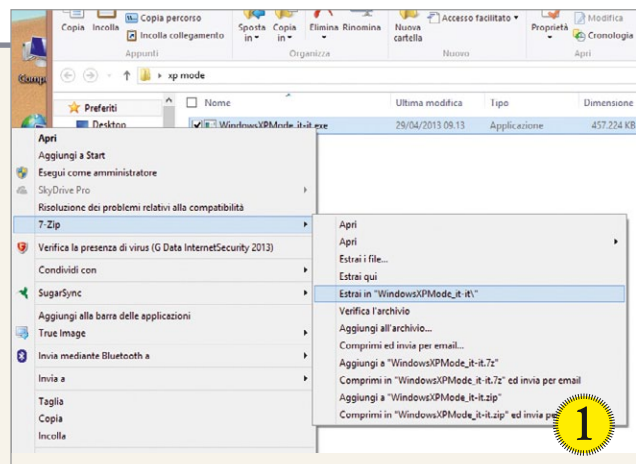 Copia percorso
Incolla collegamento
Copia Incolla
Appunti
Sposta in
Copia in
Elimina Rinomina
Organizza
Nuova cartella
Accesso facilitato
Nuovo
Proprietà
Modifica
Cronologia
Apri
xp mode
Preferiti
Desktop
Nome
Ultima modifica
Tipo
Dimensione
WindowsXPMode_it-it.exe
29/04/2013 09.13
Applicazione
457.224 KB
Apri
Aggiungi a Start
Esegui come amministratore
SkyDrive Pro
Risoluzione dei problemi relativi alla compatibilità
7-Zip
Verifica la presenza di virus (G Data InternetSecurity 2013)
Condividi con
SugarSync
Aggiungi alla barra delle applicazioni
True Image
Invia mediante Bluetooth a
Invia a
Taglia
Copia
Incolla
Apri
Apri
Estrai i file...
Estrai qui
Estrai in "WindowsXPMode_it-it\"
Verifica l'archivio
Aggiungi all'archivio...
Comprimi ed invia per email...
Aggiungi a "WindowsXPMode_it-it.7z"
Comprimi in "WindowsXPMode_it-it.7z" ed invia per email
Aggiungi a "WindowsXPMode_it-it.zip"
Comprimi in "WindowsXPMode_it-it.zip" ed invia
1